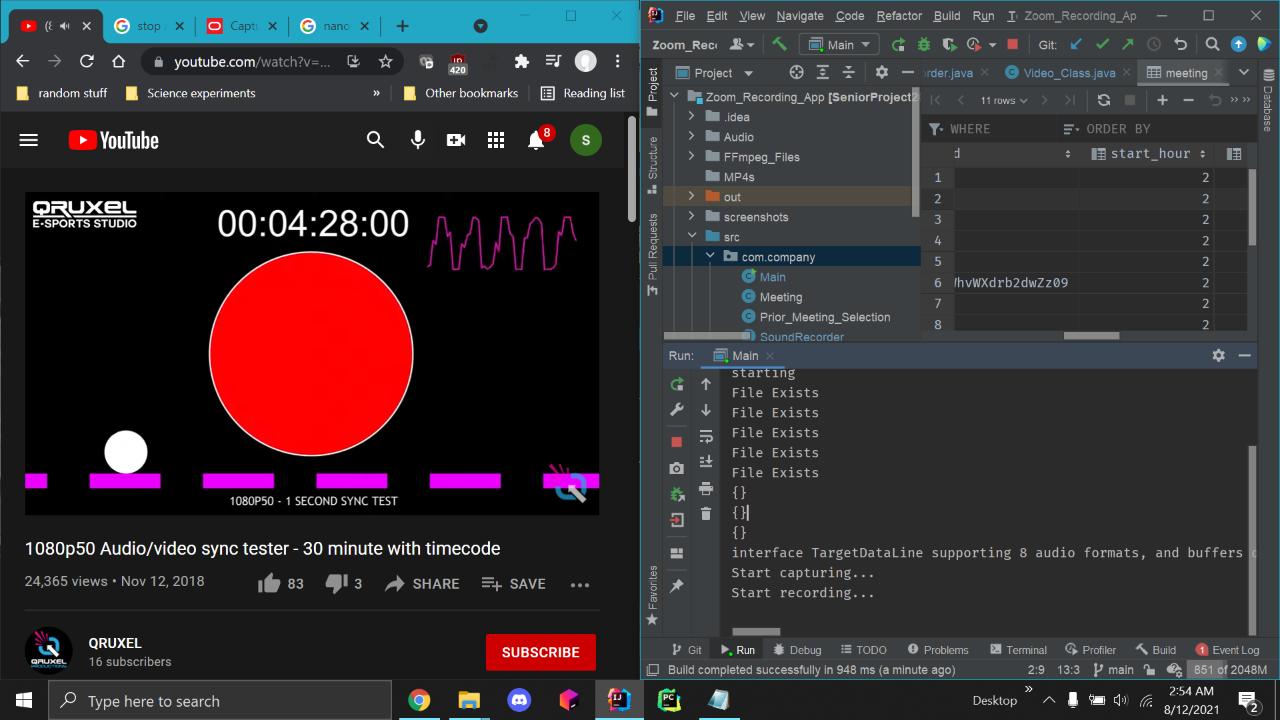 stop
Captu
nano
youtube.com/watch?v=...
420
random stuff
Science experiments
»
Other bookmarks
Reading list
YouTube
8
S
QRUXEL
E-SPORTS STUDIO
00:04:28:00
1080P50 - 1 SECOND SYNC TEST
1080p50 Audio/video sync tester - 30 minute with timecode
24,365 views • Nov 12, 2018
83
3
SHARE
SAVE
QRUXEL
PRODUCTIONS
QRUXEL
16 subscribers
SUBSCRIBE
File Edit View Navigate Code Refactor Build Run Zoom_Recording_Ap
Zoom_Rec
Main
Git:
Project
rder.java
Video_Class.java
meeting
Zoom_Recording_App [SeniorProject2
.idea
Audio
FFmpeg_Files
MP4s
out
screenshots
src
com.company
Main
Meeting
Prior_Meeting_Selection
SoundRecorder
11 rows
WHERE
ORDER BY
d
start_hour
1 2
2 2
3 2
4 2
5 2
6 WhvWXdrb2dwZz09 2
7 2
8 2
Project
Structure
Pull Requests
Favorites
Database
Run:
Main
starting
File Exists
File Exists
File Exists
File Exists
File Exists
{}
{}
{}
interface TargetDataLine supporting 8 audio formats, and buffers o
Start capturing...
Start recording...
Git
Run
Debug
TODO
Problems
Terminal
Profiler
Build
1 Event Log
Build completed successfully in 948 ms (a minute ago)
2:9
13:3
main
851 of 2048M
Type here to search
PC
Desktop
»
2:54 AM
8/12/2021
2